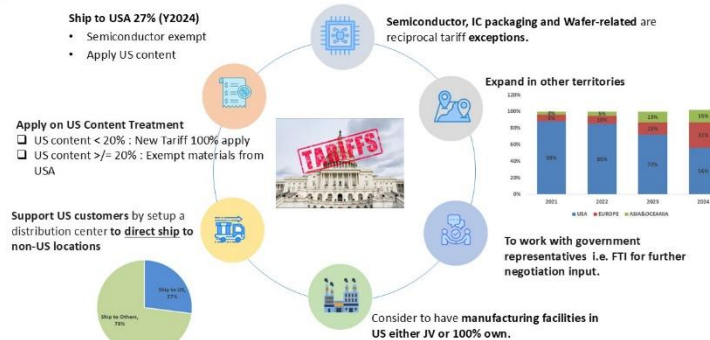 Ship to USA 27% (Y2024)
• Semiconductor exempt
• Apply US content
Semiconductor, IC packaging and Wafer-related are
reciprocal tariff exceptions.
Apply on US Content Treatment
❑ US content < 20% : New Tariff 100% apply
❑ US content >/= 20% : Exempt materials from
USA
TARIFFS
Expand in other territories
120%
100%
80%
60%
40%
20%
0%
2021
2022
2023
2024
USA
EUROPE
ASIA&OCEANIA
Support US customers by setup a
distribution center to direct ship to
non-US locations
Ship to US,
27%
Ship to Others,
73%
To work with government
representatives i.e. FTI for further
negotiation input.
Consider to have manufacturing facilities in
US either JV or 100% own.